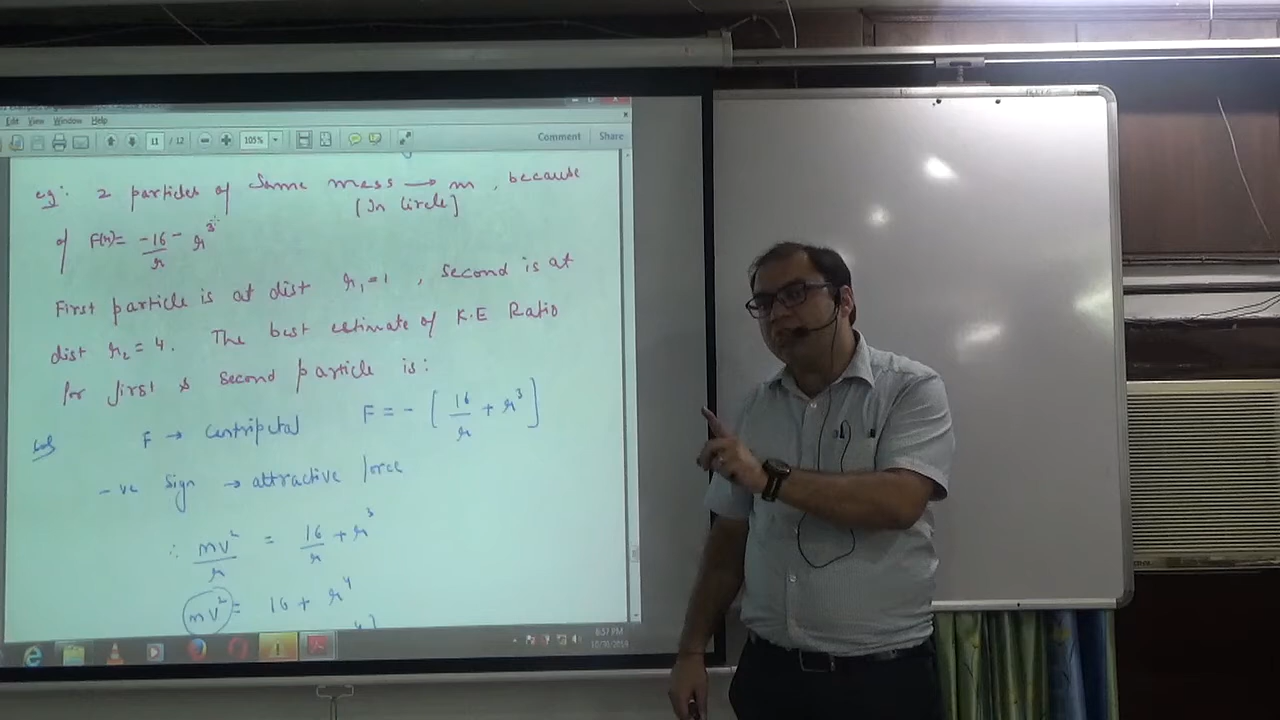 Edit View Window Help
11 / 12 105% Comment Share
eg: 2 particles of Same mass → m, because
[In Circle]
of F(r) = -16/r - r³
First particle is at dist r₁=1, second is at
dist r₂ = 4. The best estimate of K.E Ratio
for first & second particle is:
Sol F → Centripetal F = - [16/r + r³]
-ve sign → attractive force
∴ mv²/r = 16/r + r³
mv² = 16 + r⁴
6:37 PM